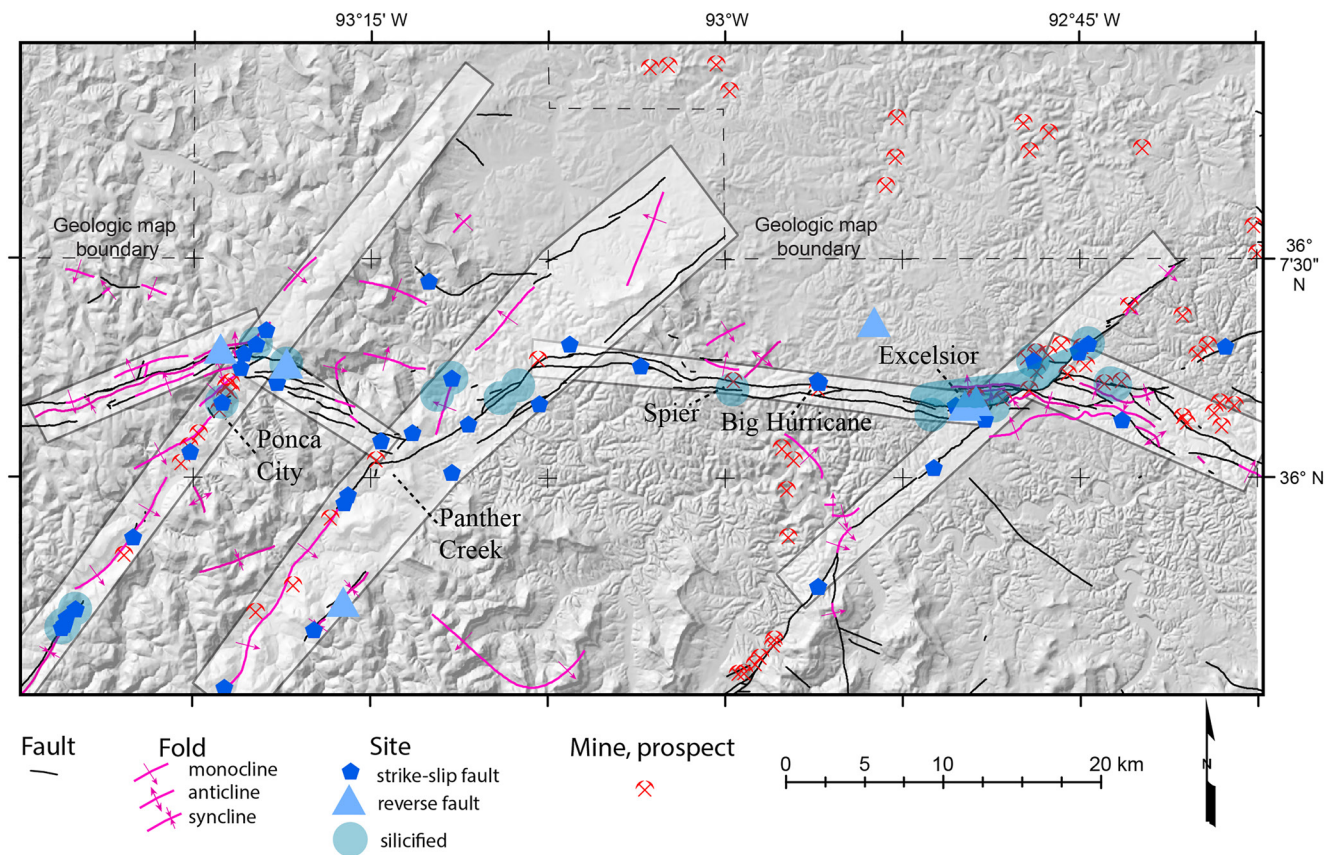 93°15' W
93°W
92°45' W
Geologic map
boundary
Geologic map
boundary
36°
7'30"
N
Excelsior
Spier
Big Hurricane
Ponca
City
36° N
Panther
Creek
Fault
Fold
monocline
anticline
syncline
Site
strike-slip fault
reverse fault
silicified
Mine, prospect
0 5 10 20 km
N